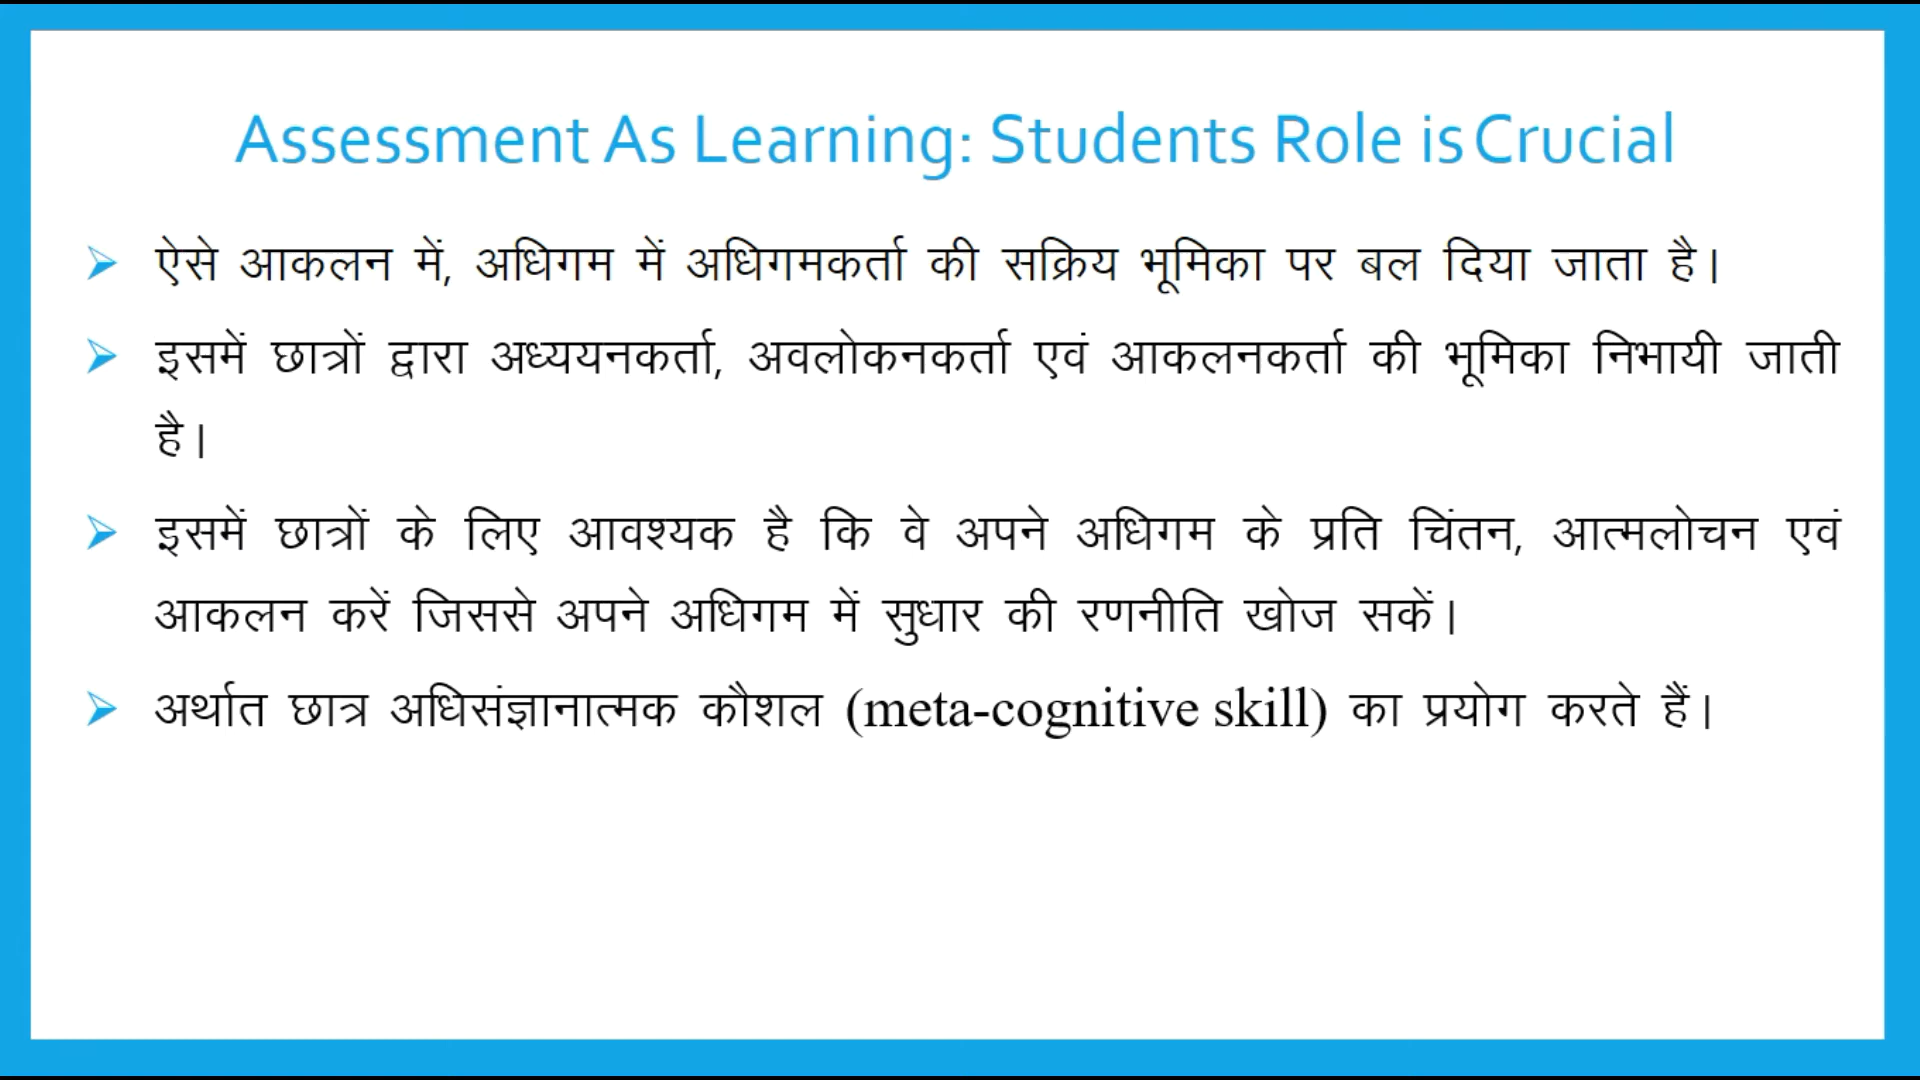 Assessment As Learning: Students Role is Crucial
ऐसे आकलन में, अधिगम में अधिगमकर्ता की सक्रिय भूमिका पर बल दिया जाता है।
इसमें छात्रों द्वारा अध्ययनकर्ता, अवलोकनकर्ता एवं आकलनकर्ता की भूमिका निभायी जाती
है।
इसमें छात्रों के लिए आवश्यक है कि वे अपने अधिगम के प्रति चिंतन, आत्मलोचन एवं
आकलन करें जिससे अपने अधिगम में सुधार की रणनीति खोज सकें।
अर्थात छात्र अधिसंज्ञानात्मक कौशल (meta-cognitive skill) का प्रयोग करते हैं।